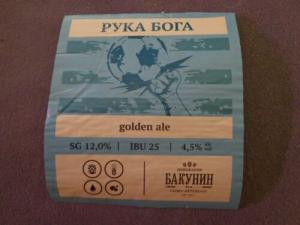 РУКА БОГА
golden ale
SG 12,0% | IBU 25 | 4,5%
БАКУНИН